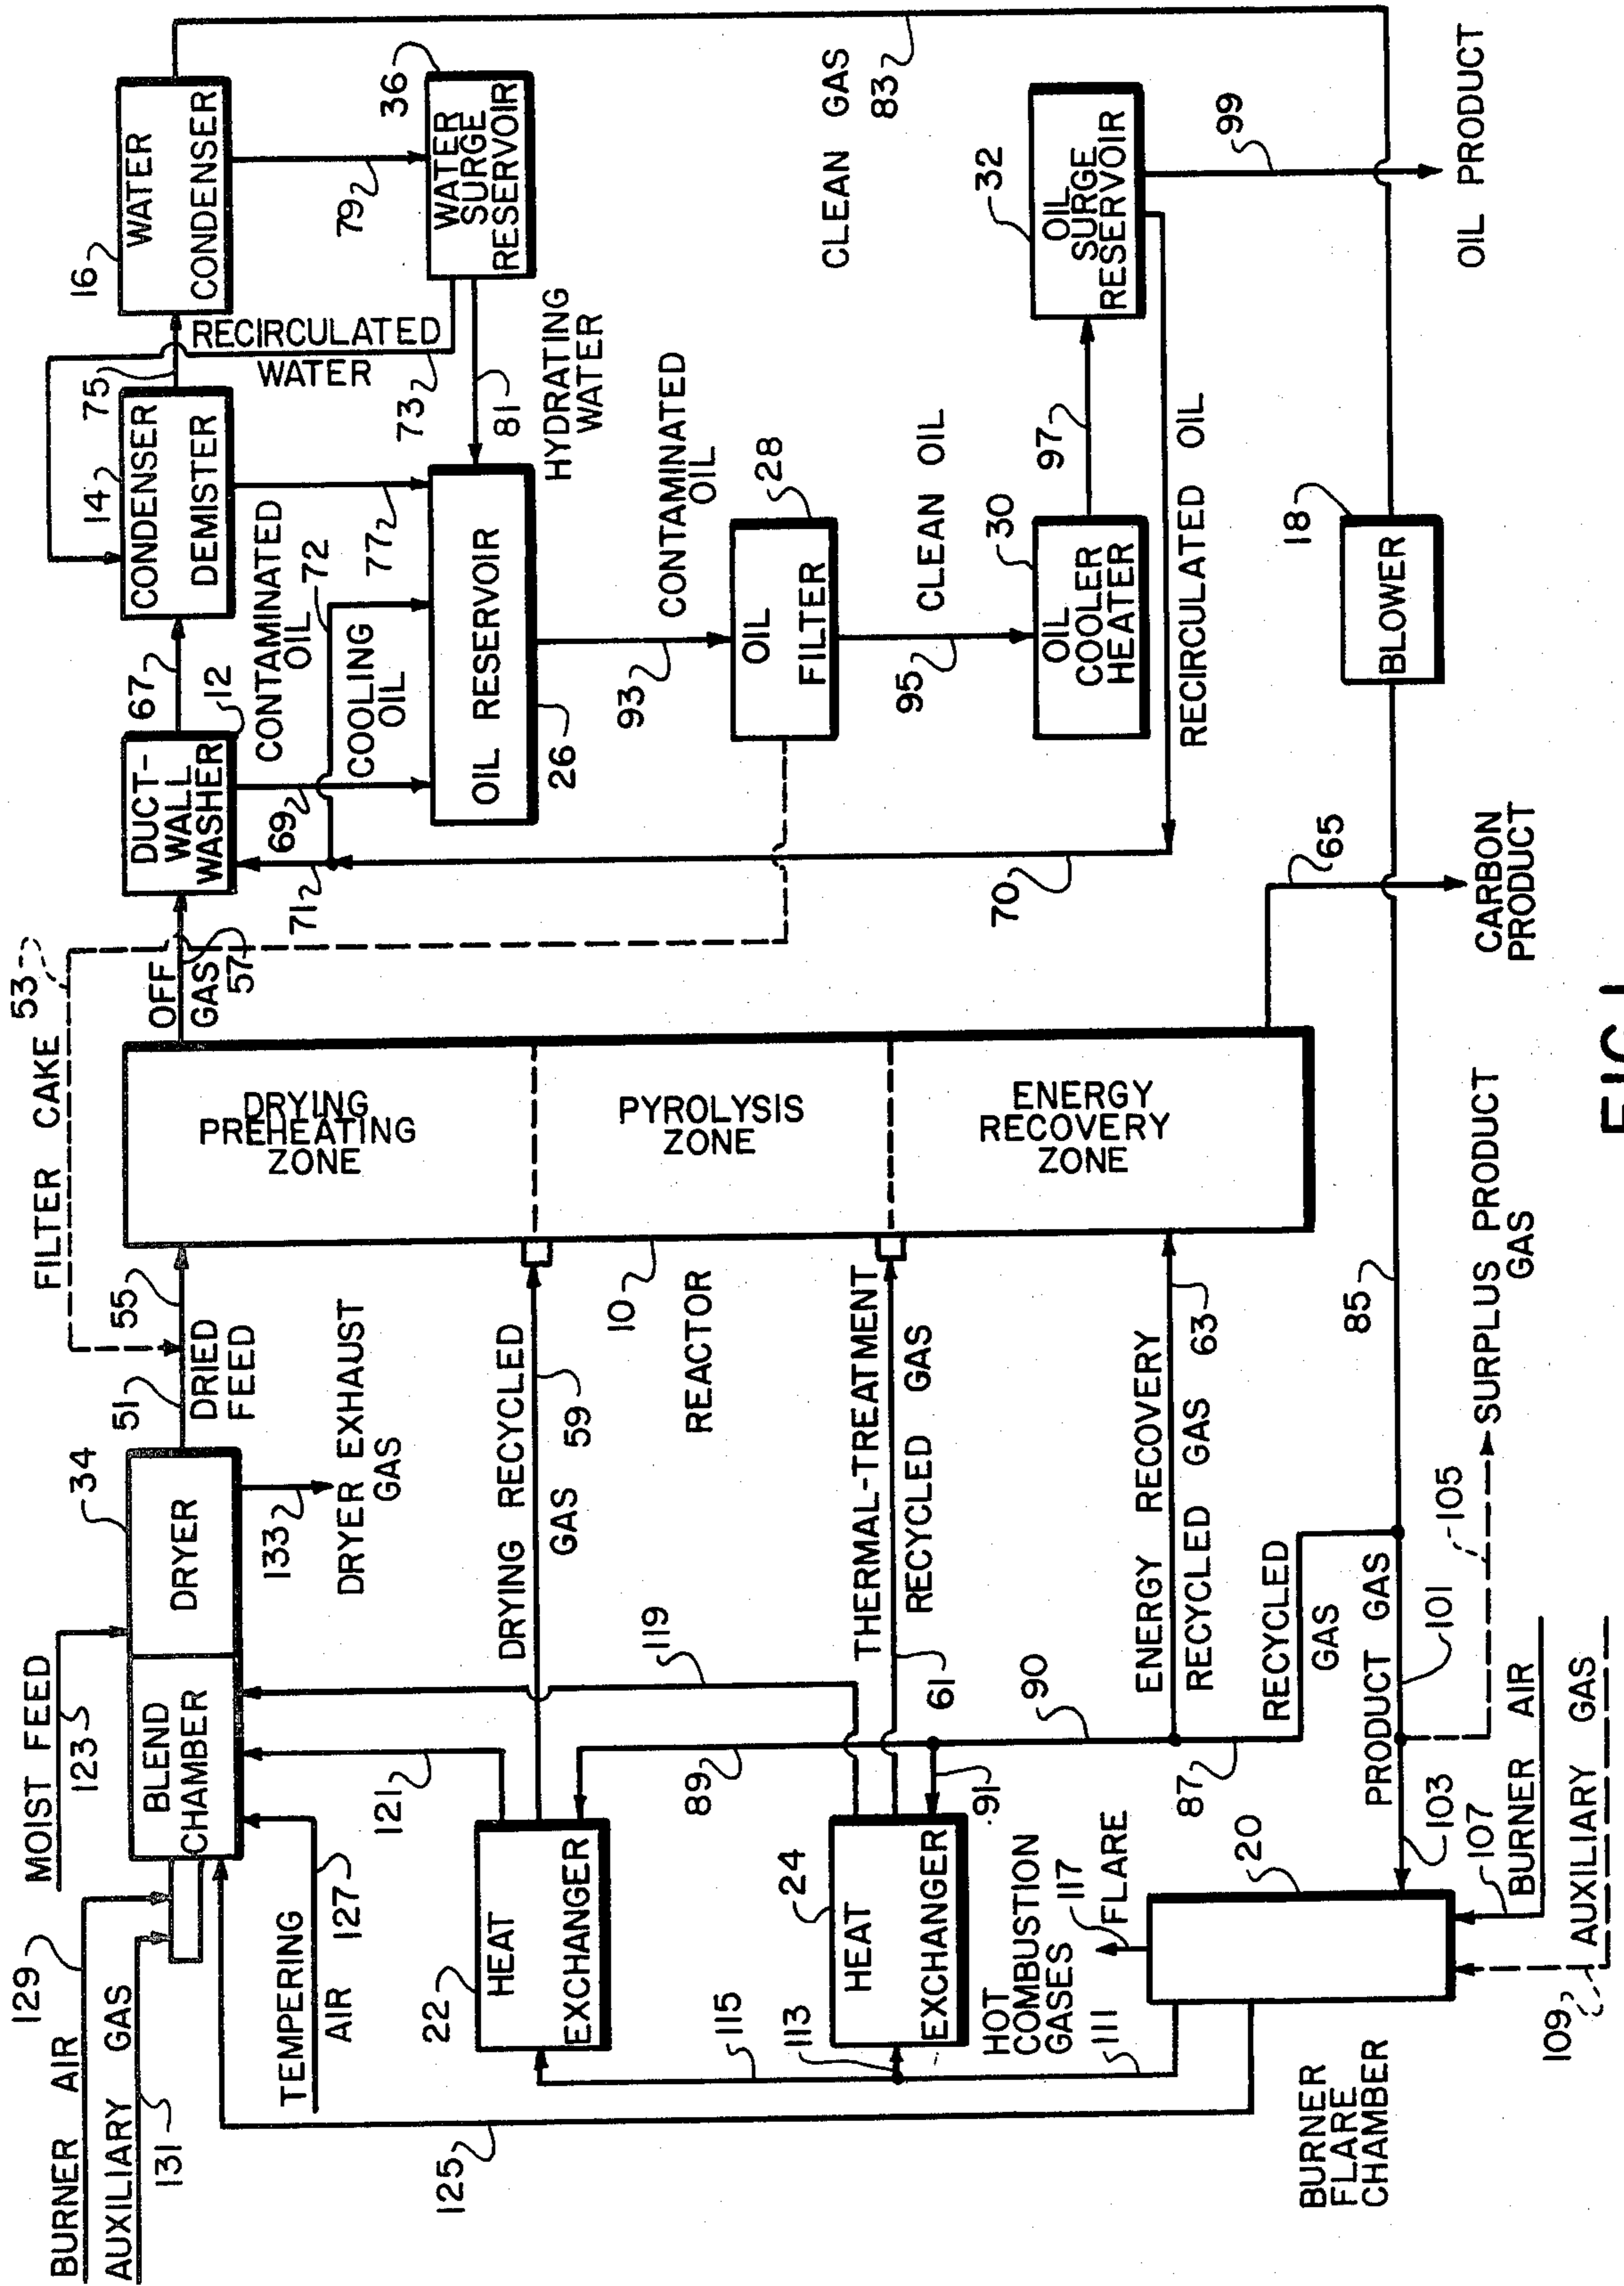 129
BURNER AIR
AUXILIARY GAS
131
MOIST FEED
123
TEMPERING
AIR
127
125
BLEND
CHAMBER
DRYER
34
133
DRYER EXHAUST
GAS
51
DRIED
FEED
55
FILTER CAKE
53
121
119
22
HEAT
EXCHANGER
DRYING RECYCLED
GAS 59
115
24
HEAT
EXCHANGER
113
THERMAL-TREATMENT
RECYCLED GAS
61
89
91
90
87
ENERGY RECOVERY
RECYCLED GAS 63
RECYCLED
GAS
HOT
COMBUSTION
GASES
117
FLARE
111
BURNER
FLARE
CHAMBER
20
PRODUCT GAS
101
103
107
BURNER AIR
109
AUXILIARY GAS
105
SURPLUS PRODUCT
GAS
85
10
REACTOR
DRYING
PREHEATING
ZONE
PYROLYSIS
ZONE
ENERGY
RECOVERY
ZONE
OFF
GAS
57
65
CARBON
PRODUCT
DUCT-
WALL
WASHER
12
67
14
CONDENSER
DEMISTER
75
16
WATER
CONDENSER
RECIRCULATED
WATER
73
79
36
WATER
SURGE
RESERVOIR
81
HYDRATING
WATER
71
69
CONTAMINATED
OIL
72
COOLING
OIL
77
OIL RESERVOIR
26
93
CONTAMINATED
OIL
28
OIL
FILTER
95
CLEAN OIL
30
OIL
COOLER
HEATER
97
32
OIL
SURGE
RESERVOIR
70
RECIRCULATED OIL
99
OIL PRODUCT
CLEAN GAS
83
18
BLOWER